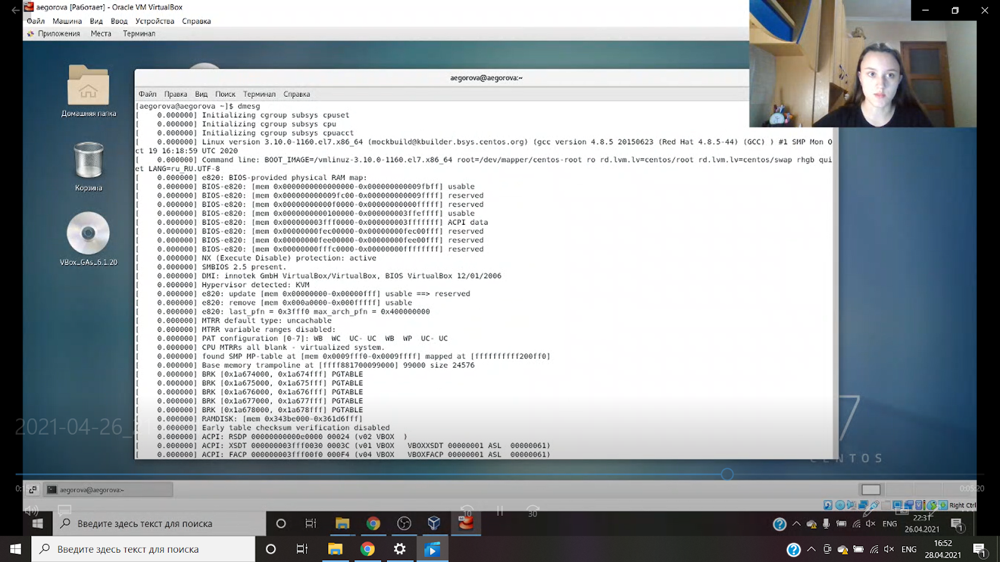 aegorova [Работает] - Oracle VM VirtualBox
Файл Машина Вид Ввод Устройства Справка
Приложения Места Терминал
aegorova@aegorova:~
Файл Правка Вид Поиск Терминал Справка
[aegorova@aegorova ~]$ dmesg
[    0.000000] Initializing cgroup subsys cpuset
[    0.000000] Initializing cgroup subsys cpu
[    0.000000] Initializing cgroup subsys cpuacct
[    0.000000] Linux version 3.10.0-1160.el7.x86_64 (mockbuild@kbuilder.bsys.centos.org) (gcc version 4.8.5 20150623 (Red Hat 4.8.5-44) (GCC) ) #1 SMP Mon O
ct 19 16:18:59 UTC 2020
[    0.000000] Command line: BOOT_IMAGE=/vmlinuz-3.10.0-1160.el7.x86_64 root=/dev/mapper/centos-root ro rd.lvm.lv=centos/root rd.lvm.lv=centos/swap rhgb qui
et LANG=ru_RU.UTF-8
[    0.000000] e820: BIOS-provided physical RAM map:
[    0.000000] BIOS-e820: [mem 0x0000000000000000-0x000000000009fbff] usable
[    0.000000] BIOS-e820: [mem 0x000000000009fc00-0x000000000009ffff] reserved
[    0.000000] BIOS-e820: [mem 0x00000000000f0000-0x00000000000fffff] reserved
[    0.000000] BIOS-e820: [mem 0x0000000000100000-0x000000003ffeffff] usable
[    0.000000] BIOS-e820: [mem 0x000000003fff0000-0x000000003fffffff] ACPI data
[    0.000000] BIOS-e820: [mem 0x00000000fec00000-0x00000000fec00fff] reserved
[    0.000000] BIOS-e820: [mem 0x00000000fee00000-0x00000000fee00fff] reserved
[    0.000000] BIOS-e820: [mem 0x00000000fffc0000-0x00000000ffffffff] reserved
[    0.000000] NX (Execute Disable) protection: active
[    0.000000] SMBIOS 2.5 present.
[    0.000000] DMI: innotek GmbH VirtualBox/VirtualBox, BIOS VirtualBox 12/01/2006
[    0.000000] Hypervisor detected: KVM
[    0.000000] e820: update [mem 0x00000000-0x00000fff] usable ==> reserved
[    0.000000] e820: remove [mem 0x000a0000-0x000fffff] usable
[    0.000000] e820: last_pfn = 0x3fff0 max_arch_pfn = 0x400000000
[    0.000000] MTRR default type: uncachable
[    0.000000] MTRR variable ranges disabled:
[    0.000000] PAT configuration [0-7]: WB  WC  UC- UC  WB  WP  UC- UC
[    0.000000] CPU MTRRs all blank - virtualized system.
[    0.000000] found SMP MP-table at [mem 0x0009fff0-0x0009ffff] mapped at [ffffffffff200ff0]
[    0.000000] Base memory trampoline at [ffff881700099000] 99000 size 24576
[    0.000000] BRK [0x1a674000, 0x1a674fff] PGTABLE
[    0.000000] BRK [0x1a675000, 0x1a675fff] PGTABLE
[    0.000000] BRK [0x1a676000, 0x1a676fff] PGTABLE
[    0.000000] BRK [0x1a677000, 0x1a677fff] PGTABLE
[    0.000000] BRK [0x1a678000, 0x1a678fff] PGTABLE
[    0.000000] RAMDISK: [mem 0x343be000-0x361d6fff]
[    0.000000] Early table checksum verification disabled
[    0.000000] ACPI: RSDP 00000000000e0000 00024 (v02 VBOX  )
[    0.000000] ACPI: XSDT 000000003fff0030 0003C (v01 VBOX   VBOXXSDT 00000001 ASL  00000061)
[    0.000000] ACPI: FACP 000000003fff00f0 000F4 (v04 VBOX   VBOXFACP 00000001 ASL  00000061)
Домашняя папка
Корзина
VBox_GAs_6.1.20
2021-04-26_21
7
CENTOS
0:05:20
aegorova@aegorova:~
10
30
Right Ctrl
Введите здесь текст для поиска
ENG
22:31
26.04.2021
1
Введите здесь текст для поиска
ENG
16:52
28.04.2021
1